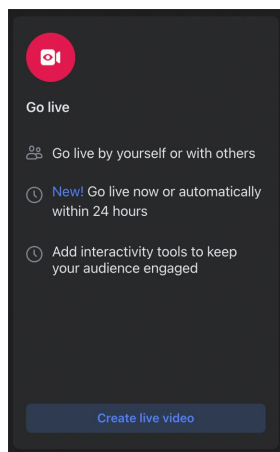 Go live
Go live by yourself or with others
New! Go live now or automatically
within 24 hours
Add interactivity tools to keep
your audience engaged
Create live video